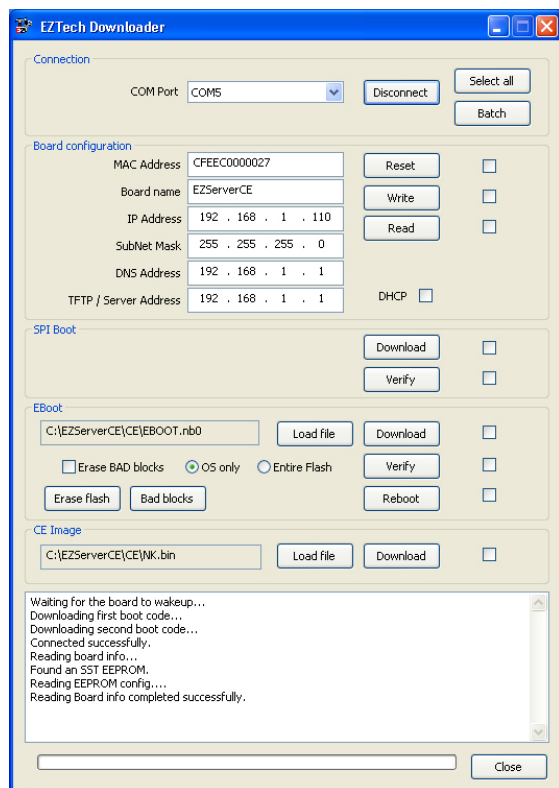 EZTech Downloader
Connection
COM Port COM5 Disconnect Select all
Batch
Board configuration
MAC Address CFEEC0000027 Reset
Board name EZServerCE Write
IP Address 192 . 168 . 1 . 110 Read
SubNet Mask 255 . 255 . 255 . 0
DNS Address 192 . 168 . 1 . 1
TFTP / Server Address 192 . 168 . 1 . 1 DHCP
SPI Boot
Download
Verify
EBoot
C:\EZServerCE\CE\EBOOT.nb0 Load file Download
Erase BAD blocks OS only Entire Flash Verify
Erase flash Bad blocks Reboot
CE Image
C:\EZServerCE\CE\NK.bin Load file Download
Waiting for the board to wakeup...
Downloading first boot code...
Downloading second boot code...
Connected successfully.
Reading board info...
Found an SST EEPROM.
Reading EEPROM config....
Reading Board info completed successfully.
Close